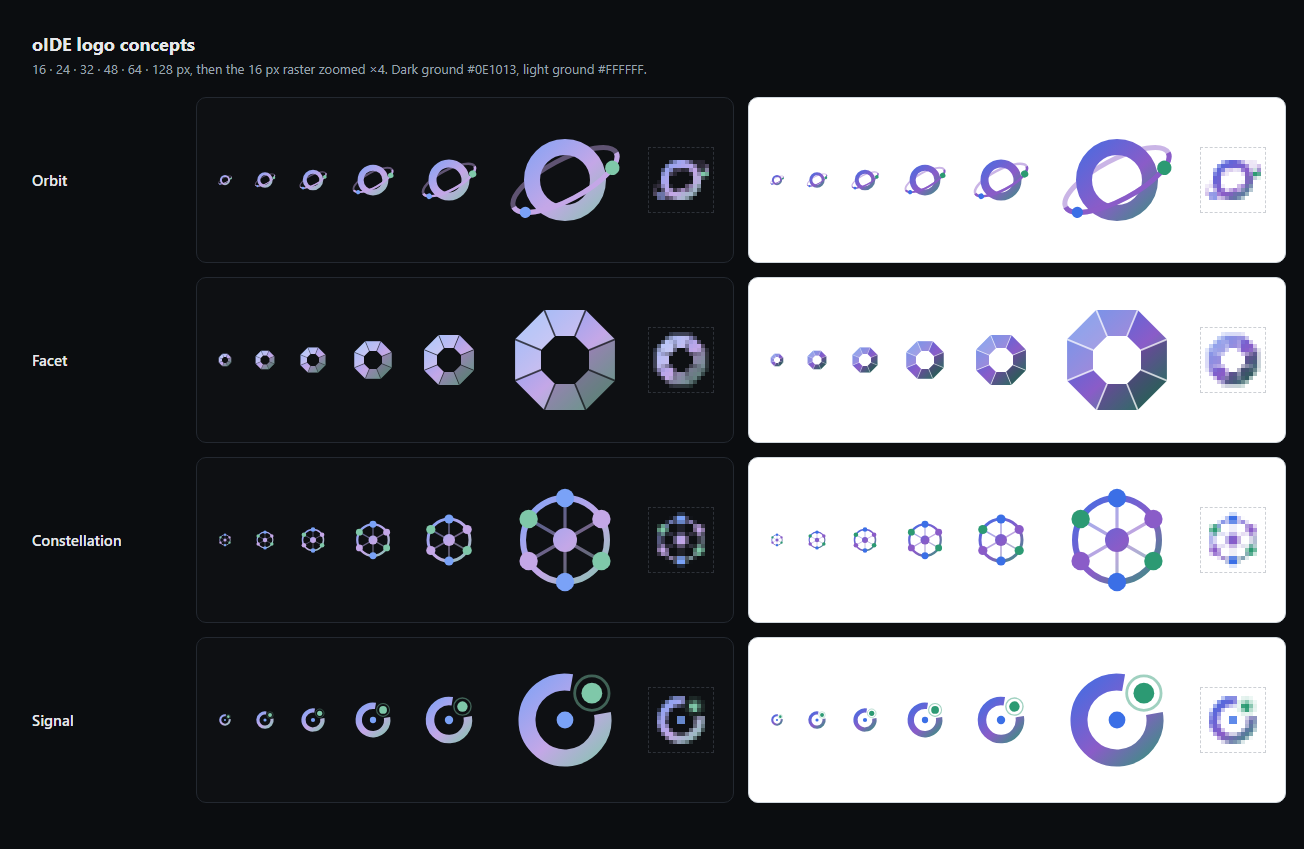 oIDE logo concepts
16 · 24 · 32 · 48 · 64 · 128 px, then the 16 px raster zoomed ×4. Dark ground #0E1013, light ground #FFFFFF.
Orbit
Facet
Constellation
Signal